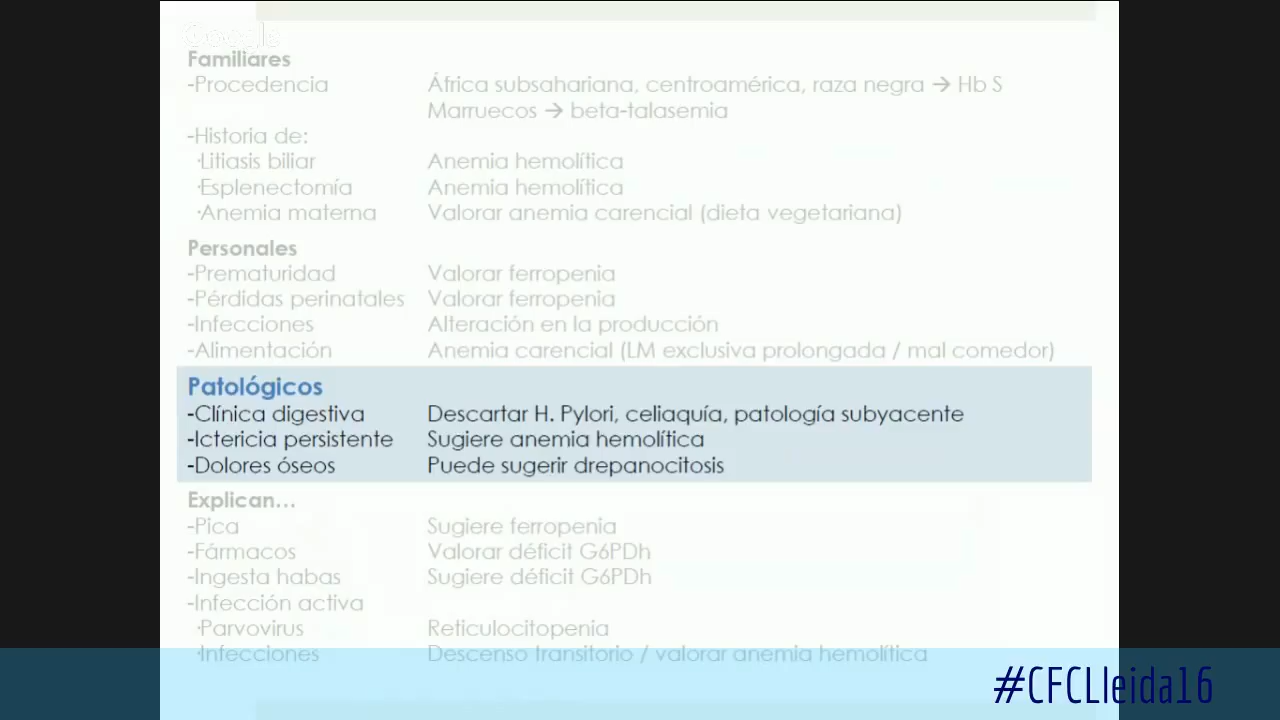 Google
Familiares
-Procedencia África subsahariana, centroamérica, raza negra → Hb S
Marruecos → beta-talasemia
-Historia de:
·Litiasis biliar Anemia hemolítica
·Esplenectomía Anemia hemolítica
·Anemia materna Valorar anemia carencial (dieta vegetariana)
Personales
-Prematuridad Valorar ferropenia
-Pérdidas perinatales Valorar ferropenia
-Infecciones Alteración en la producción
-Alimentación Anemia carencial (LM exclusiva prolongada / mal comedor)
Patológicos
-Clínica digestiva Descartar H. Pylori, celiaquía, patología subyacente
-Ictericia persistente Sugiere anemia hemolítica
-Dolores óseos Puede sugerir drepanocitosis
Explican...
-Pica Sugiere ferropenia
-Fármacos Valorar déficit G6PDh
-Ingesta habas Sugiere déficit G6PDh
-Infección activa
·Parvovirus Reticulocitopenia
·Infecciones Descenso transitorio / valorar anemia hemolítica
#CFCLleida16